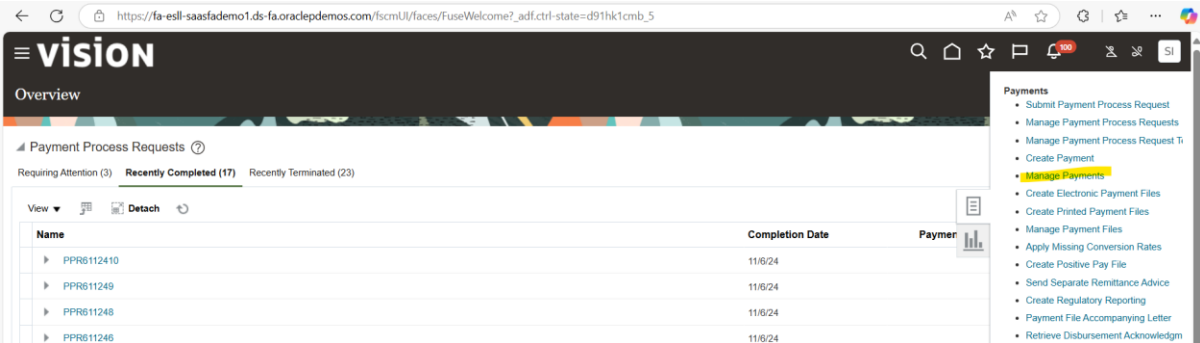 https://fa-esll-saasfademo1.ds-fa.oraclepdemos.com/fscmUI/faces/FuseWelcome?_adf.ctrl-state=d91hk1cmb_5
VISION
100
SI
Overview
Payment Process Requests
Requiring Attention (3) Recently Completed (17) Recently Terminated (23)
View Detach
Name Completion Date Paymen
PPR6112410 11/6/24
PPR611249 11/6/24
PPR611248 11/6/24
PPR611246 11/6/24
Payments
Submit Payment Process Request
Manage Payment Process Requests
Manage Payment Process Request Te
Create Payment
Manage Payments
Create Electronic Payment Files
Create Printed Payment Files
Manage Payment Files
Apply Missing Conversion Rates
Create Positive Pay File
Send Separate Remittance Advice
Create Regulatory Reporting
Payment File Accompanying Letter
Retrieve Disbursement Acknowledgm